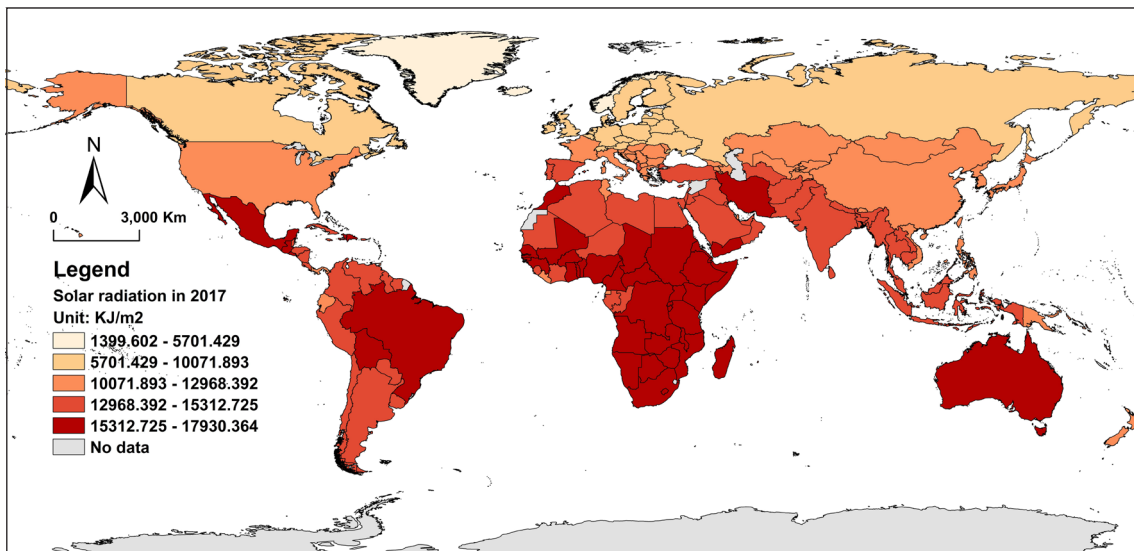 N
0 3,000 Km
Legend
Solar radiation in 2017
Unit: KJ/m2
1399.602 - 5701.429
5701.429 - 10071.893
10071.893 - 12968.392
12968.392 - 15312.725
15312.725 - 17930.364
No data